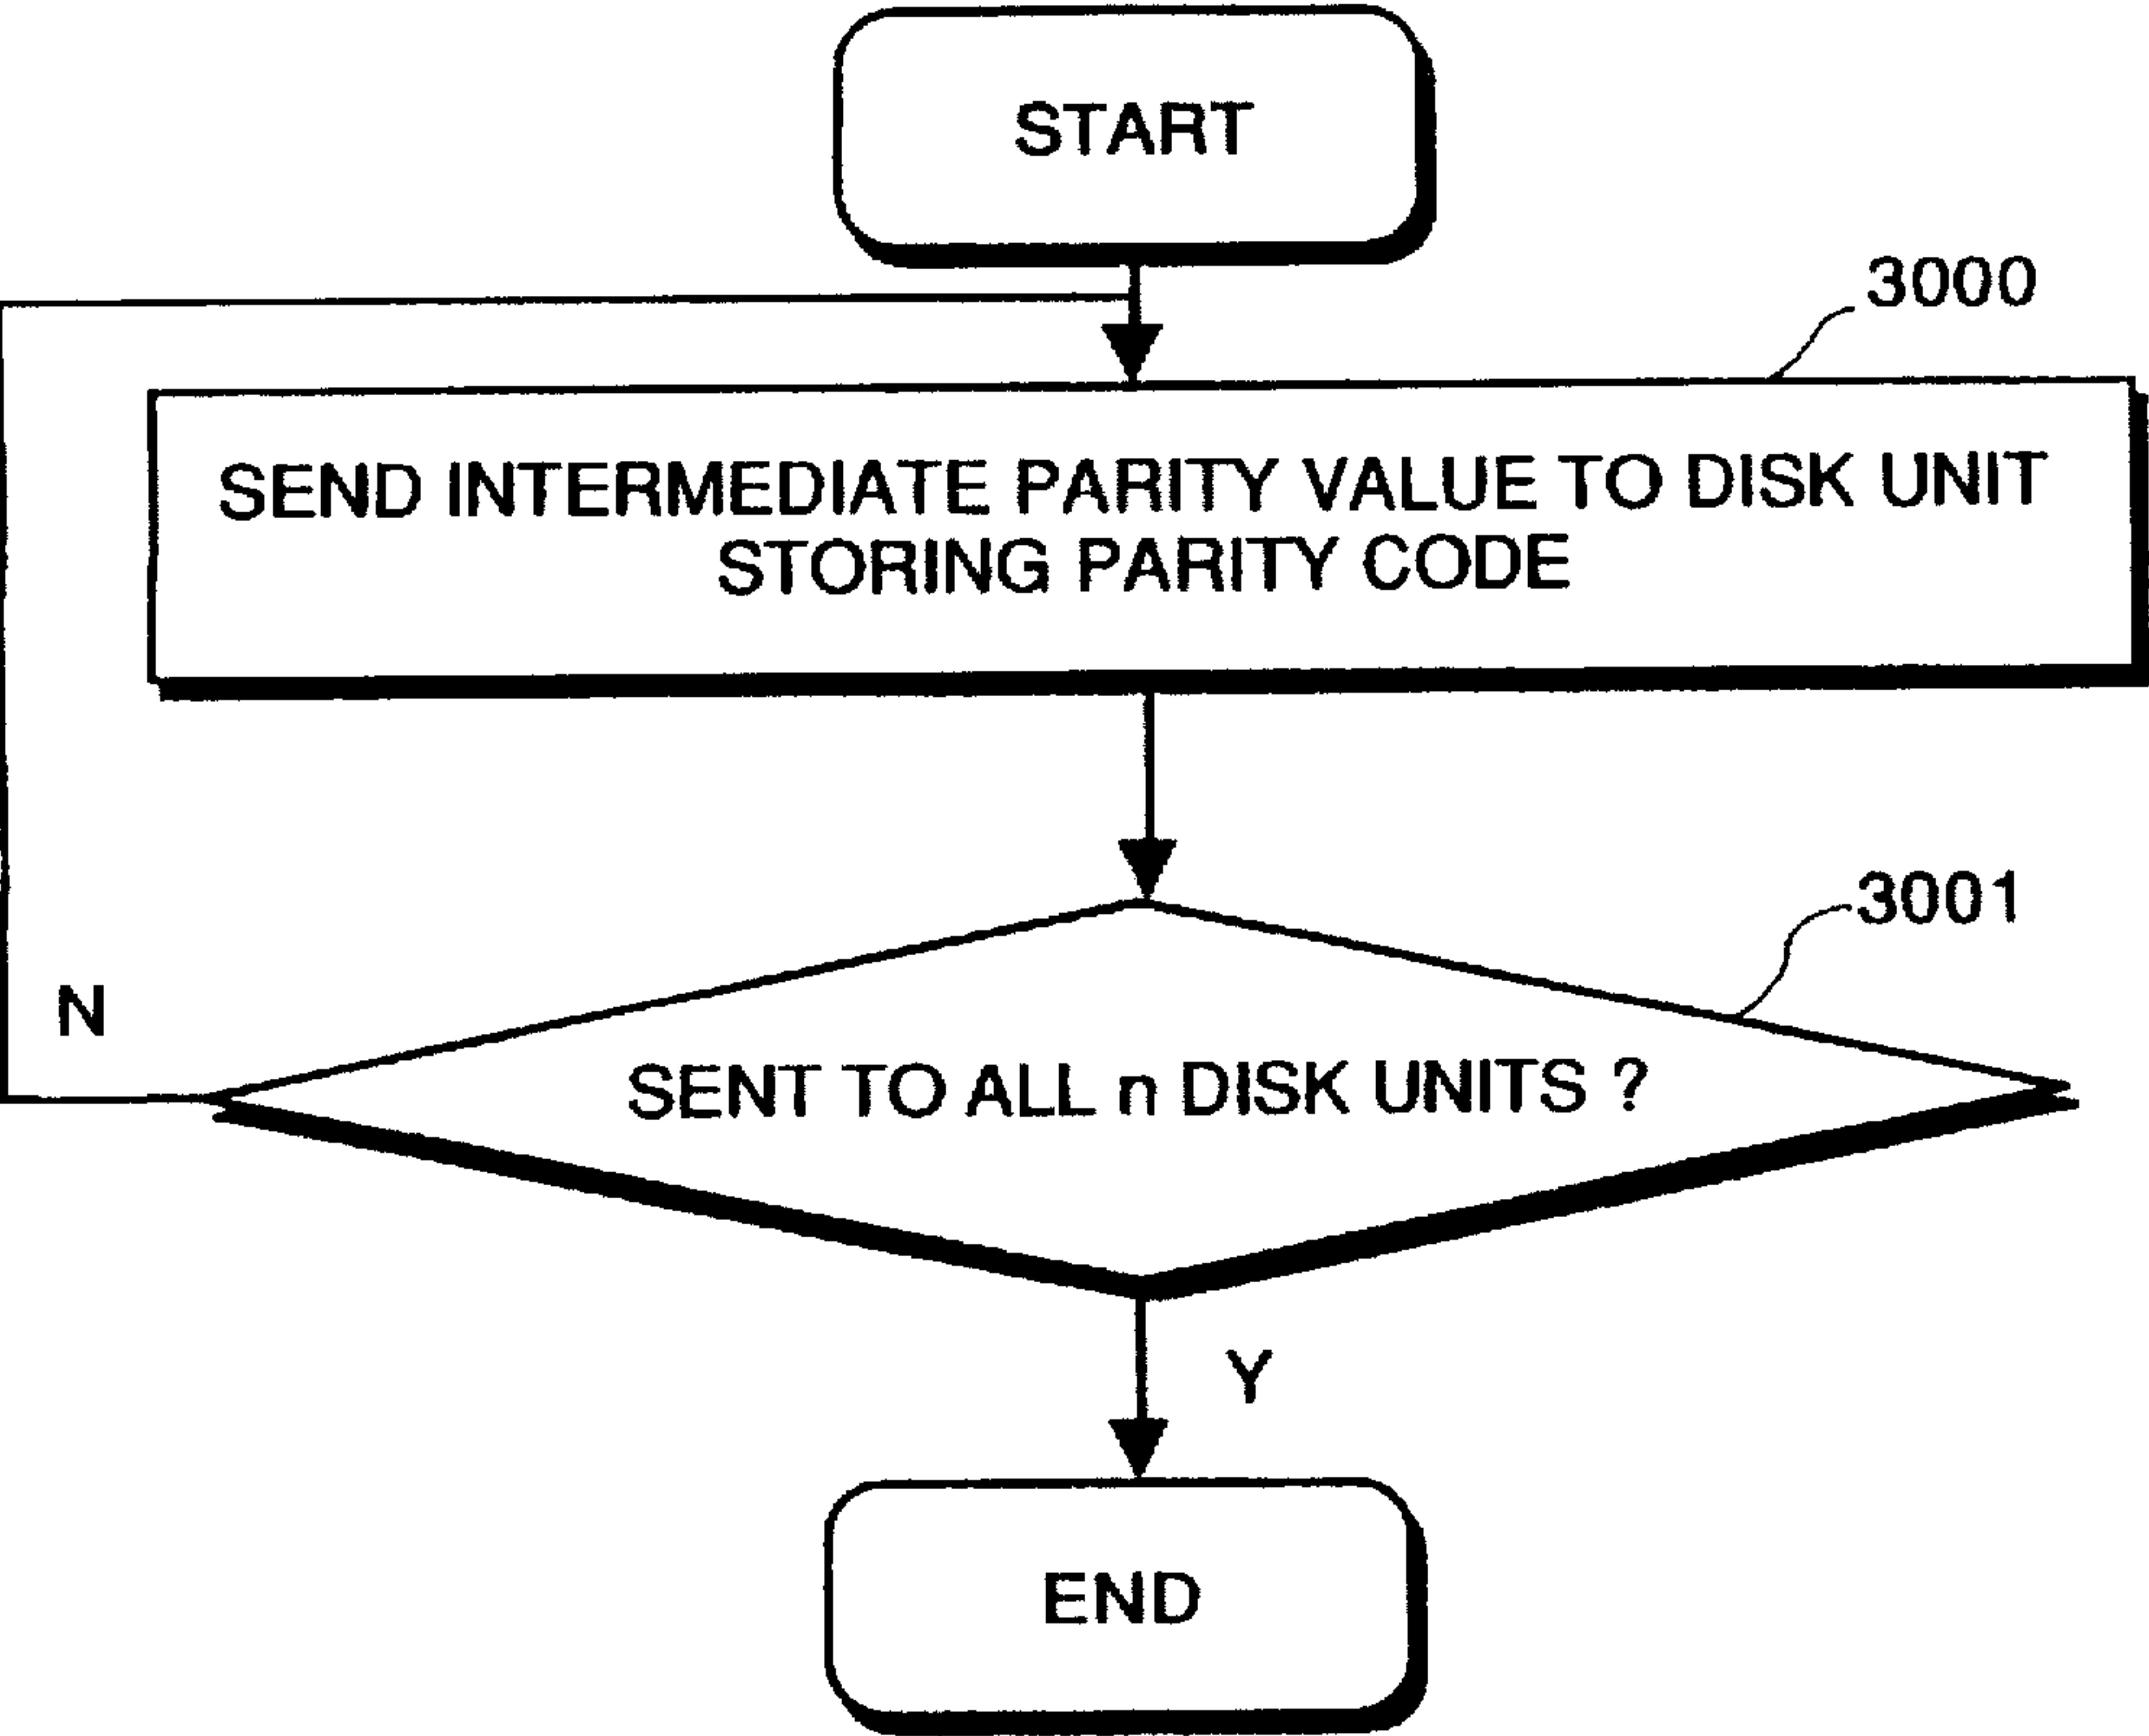 START
3000
SEND INTERMEDIATE PARITY VALUE TO DISK UNIT
STORING PARITY CODE
3001
N
SENT TO ALL n DISK UNITS ?
Y
END